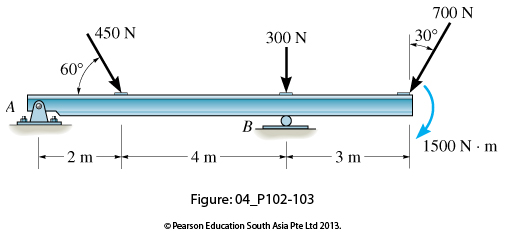 700 N
450 N
300 N
30°
60°
A
B
1500 N · m
2 m
4 m
3 m
Figure: 04_P102-103
© Pearson Education South Asia Pte Ltd 2013.